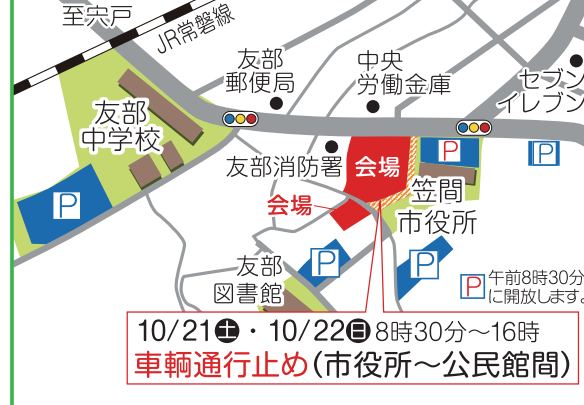 至宍戸
JR常磐線
友部
郵便局
中央
労働金庫
セブン
イレブン
友部
中学校
P
友部消防署
会場
P
P
笠間
市役所
会場
P
友部
図書館
P
P
P 午前8時30分
に開放します。
10/21土・10/22日8時30分～16時
車輌通行止め(市役所～公民館間)